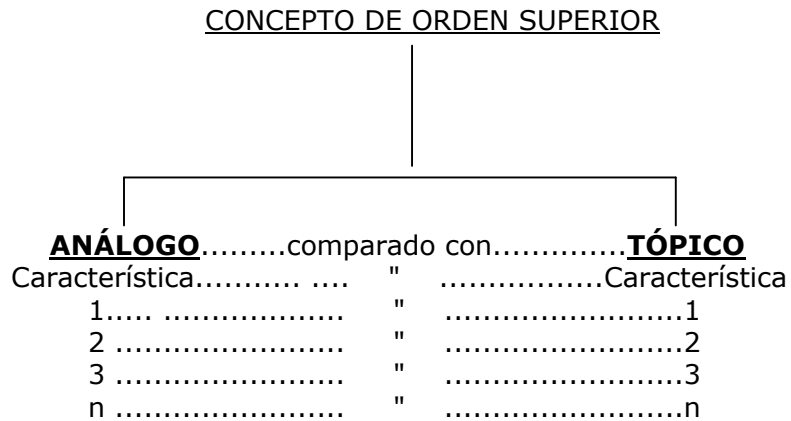 CONCEPTO DE ORDEN SUPERIOR
ANÁLOGO.........comparado con..............TÓPICO
Característica........... .... " .................Característica
1..... .................... " .........................1
2 ......................... " .........................2
3 ......................... " .........................3
n ......................... " .........................n